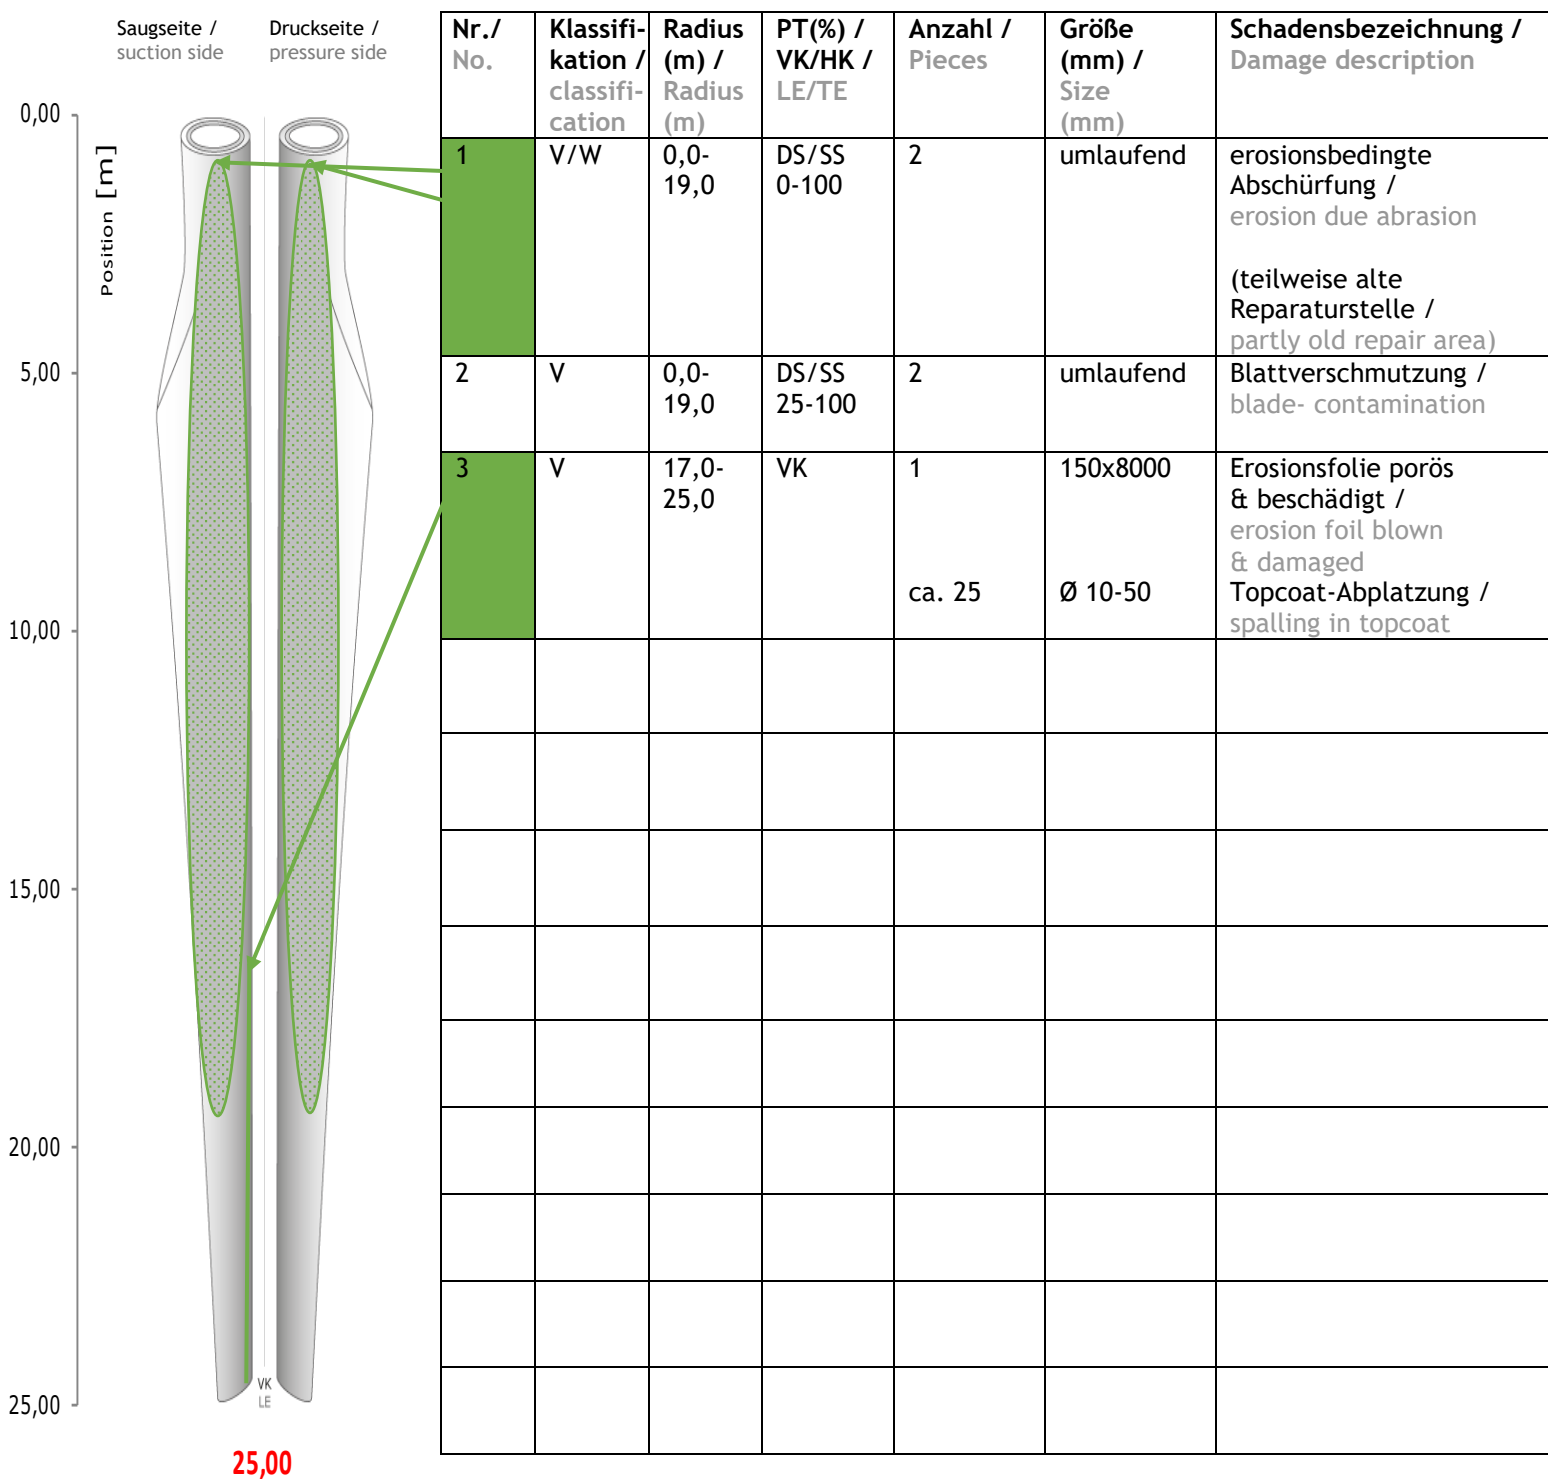 Saugseite /
suction side
Druckseite /
pressure side
0,00
5,00
10,00
15,00
20,00
25,00
Position [m]
VK
LE
25,00
Nr./
No.
Klassifi-
kation /
classifi-
cation
Radius
(m) /
Radius
(m)
PT(%) /
VK/HK /
LE/TE
Anzahl /
Pieces
Größe
(mm) /
Size
(mm)
Schadensbezeichnung /
Damage description
1
V/W
0,0-
19,0
DS/SS
0-100
2
umlaufend
erosionsbedingte
Abschürfung /
erosion due abrasion
(teilweise alte
Reparaturstelle /
partly old repair area)
2
V
0,0-
19,0
DS/SS
25-100
2
umlaufend
Blattverschmutzung /
blade- contamination
3
V
17,0-
25,0
VK
1
150x8000
Erosionsfolie porös
& beschädigt /
erosion foil blown
& damaged
ca. 25
Ø 10-50
Topcoat-Abplatzung /
spalling in topcoat